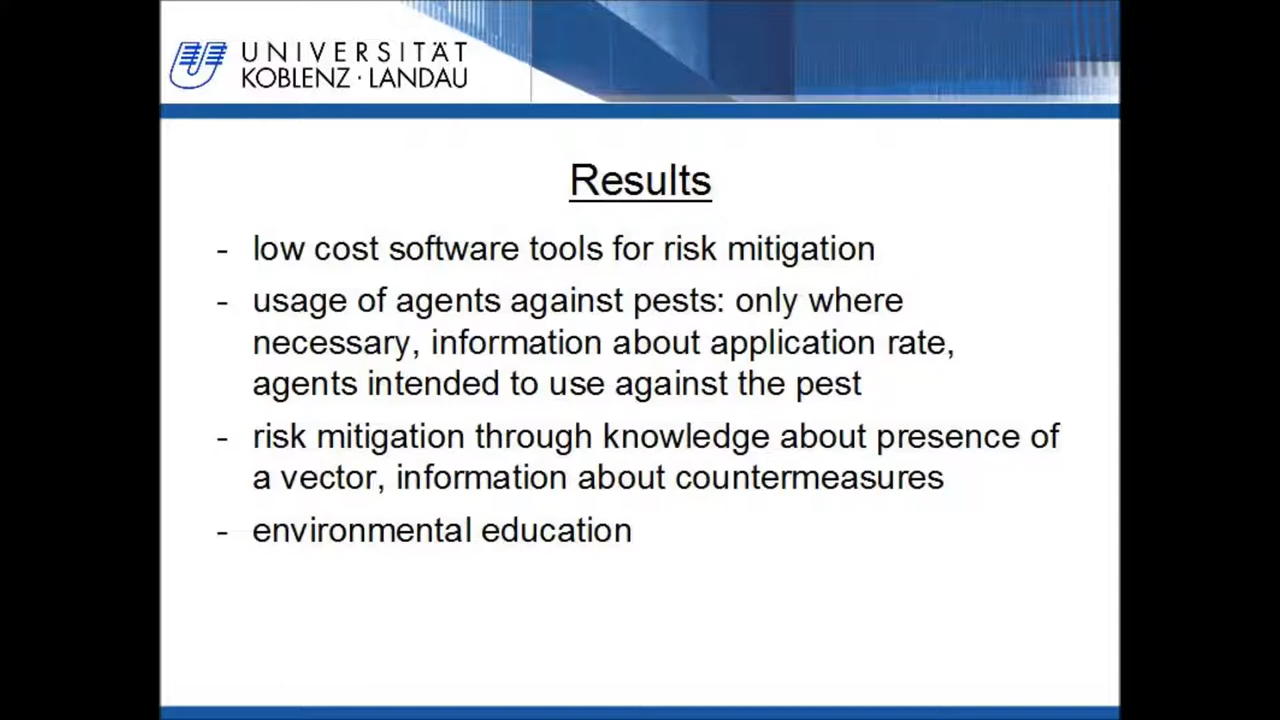 UNIVERSITÄT
KOBLENZ · LANDAU
Results
- low cost software tools for risk mitigation
- usage of agents against pests: only where
necessary, information about application rate,
agents intended to use against the pest
- risk mitigation through knowledge about presence of
a vector, information about countermeasures
- environmental education